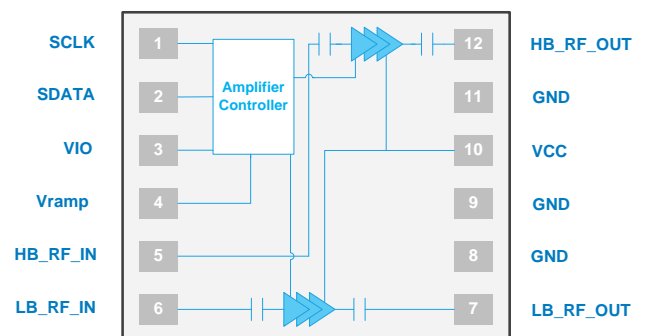 SCLK 1 12 HB_RF_OUT
SDATA 2 Amplifier Controller 11 GND
VIO 3 10 VCC
Vramp 4 9 GND
HB_RF_IN 5 8 GND
LB_RF_IN 6 7 LB_RF_OUT